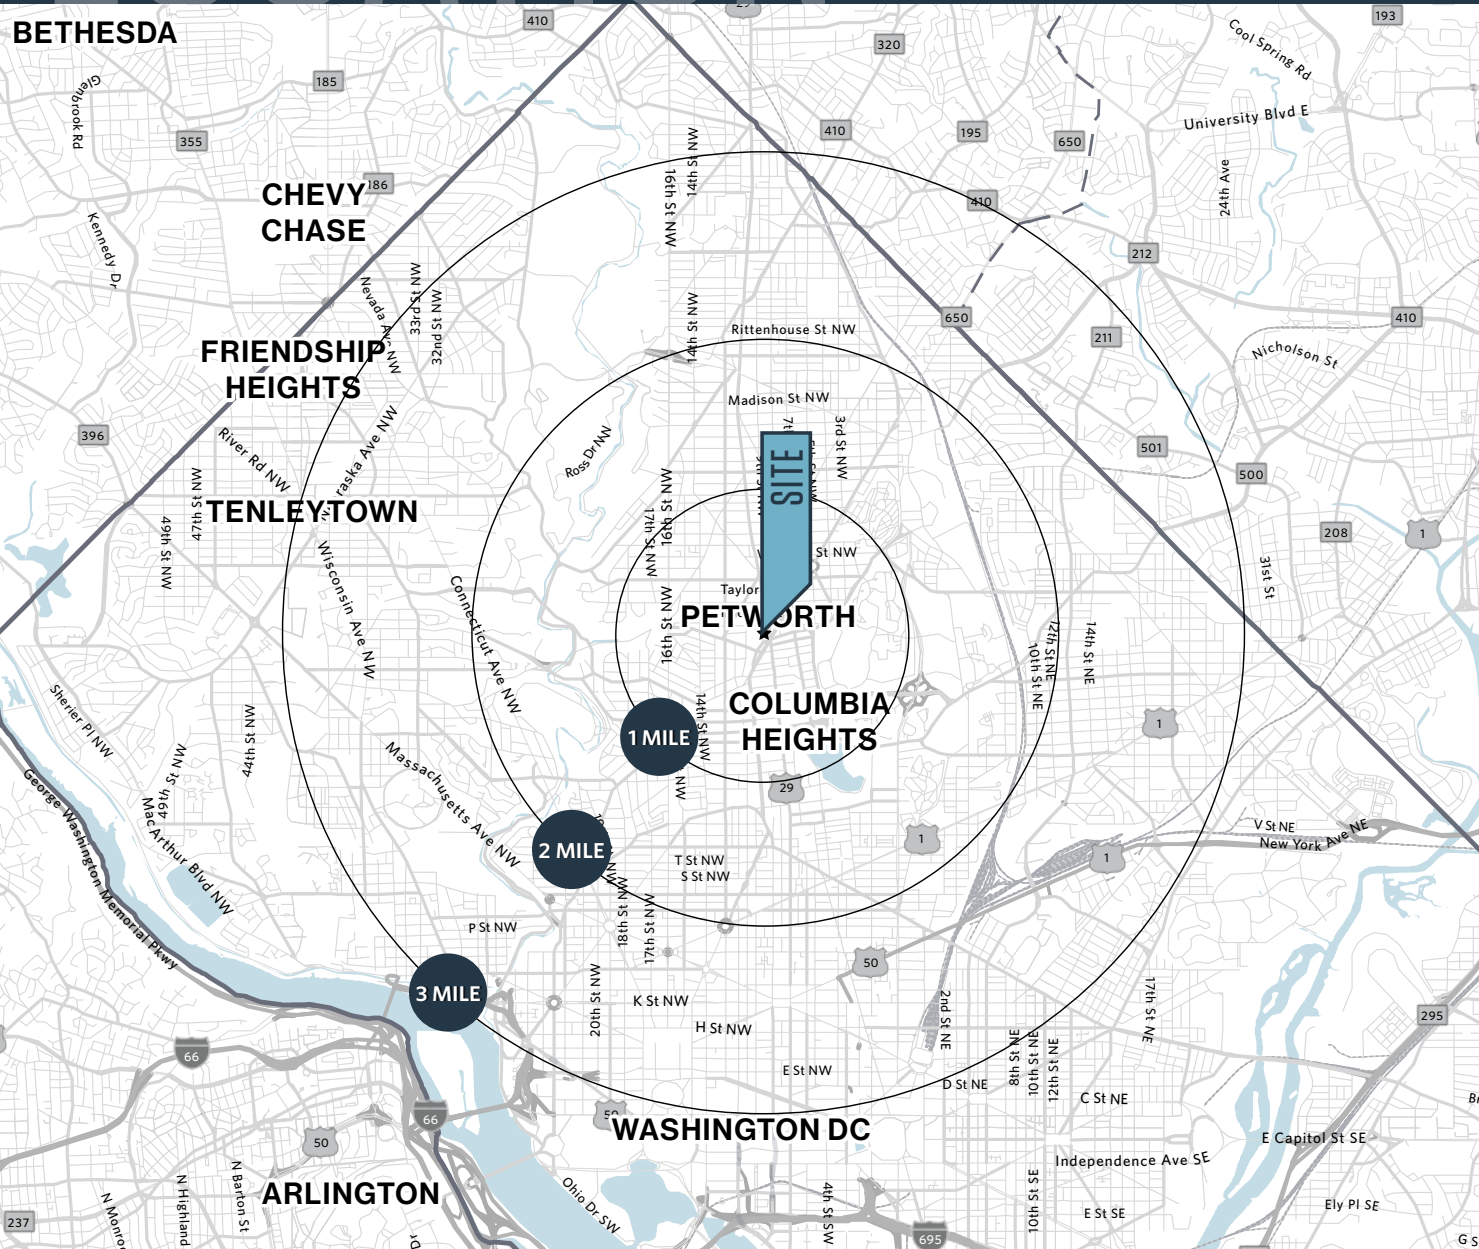 29
BETHESDA
410
193
320
Cool Spring Rd
185
Glenbrook Rd
355
410
195
650
University Blvd E
14th St NW
CHEVY
CHASE
186
16th St NW
24th Ave
410
Kennedy Dr
212
Nevada Ave NW
33rd St NW
32nd St NW
14th St NW
Rittenhouse St NW
650
410
211
FRIENDSHIP
HEIGHTS
Nicholson St
Madison St NW
396
River Rd NW
raska Ave NW
Ross Dr NW
7t
3rd St NW
501
500
SITE
47th St NW
TENLEYTOWN
49th St NW
17th St NW
16th St NW
St NW
208
1
Wisconsin Ave NW
Connecticut Ave NW
Taylor
31st St
PETWORTH
16th St NW
12th St NE
10th St NE
14th St NE
Sherier Pl NW
44th St NW
14th St NW
COLUMBIA
HEIGHTS
1
1 MILE
49th St NW
Massachusetts Ave NW
NW
29
George Washington Memorial Pkwy
MacArthur Blvd NW
2 MILE
1
V St NE
New York Ave NE
1
T St NW
S St NW
18th St NW
17th St NW
P St NW
50
3 MILE
20th St NW
K St NW
H St NW
2nd St NE
17th St NE
295
66
E St NW
D St NE
8th St NE
10th St NE
12th St NE
C St NE
66
50
50
WASHINGTON DC
E Capitol St SE
Independence Ave SE
ARLINGTON
N Monro
N Highland
N Barton St
Ohio Dr SW
4th St SW
10th St SE
E St SE
Ely Pl SE
237
695
G S